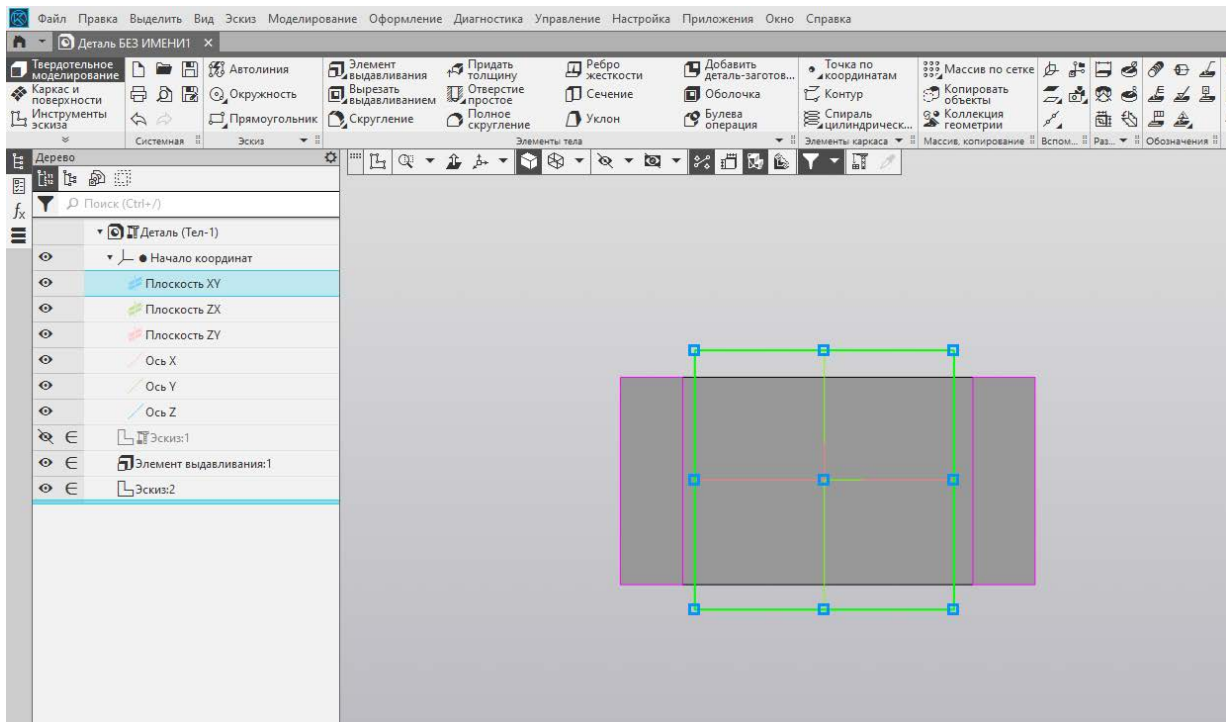 Файл Правка Выделить Вид Эскиз Моделирование Оформление Диагностика Управление Настройка Приложения Окно Справка
Деталь БЕЗ ИМЕНИ1 ×
Твердотельное моделирование
Автолиния
Элемент выдавливания
Придать толщину
Ребро жесткости
Добавить деталь-заготов...
Точка по координатам
Массив по сетке
Каркас и поверхности
Окружность
Вырезать выдавливанием
Отверстие простое
Сечение
Оболочка
Контур
Копировать объекты
Инструменты эскиза
Прямоугольник
Скругление
Полное скругление
Уклон
Булева операция
Спираль цилиндрическ...
Коллекция геометрии
Системная Эскиз Элементы тела Элементы каркаса Массив, копирование Вспом... Раз... Обозначения
Дерево
Поиск (Ctrl+/)
fx
Деталь (Тел-1)
Начало координат
Плоскость XY
Плоскость ZX
Плоскость ZY
Ось X
Ось Y
Ось Z
Эскиз:1
Элемент выдавливания:1
Эскиз:2